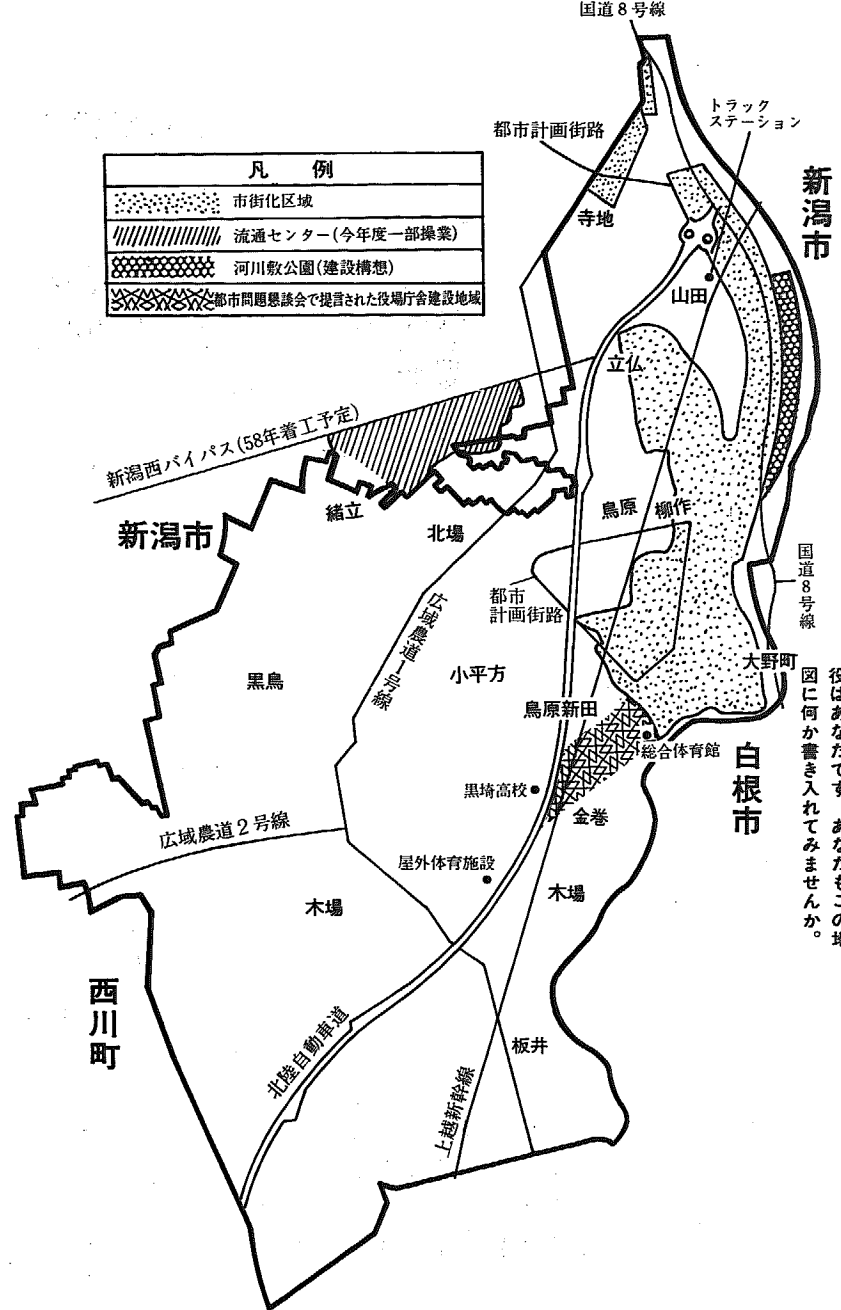 国道8号線
トラック
ステーション
都市計画街路
新潟市
凡例
市街化区域
流通センター(今年度一部操業)
河川敷公園(建設構想)
都市問題懇談会で提言された役場庁舎建設地域
寺地
山田
立仏
新潟西バイパス(58年着工予定)
緒立
新潟市
北場
鳥原
柳作
国道8号線
都市
計画街路
広域農道1号線
黒鳥
小平方
大野町
役はあなたです。あなたもこの地
図に何か書き入れてみませんか。
鳥原新田
総合体育館
白根市
黒埼高校
金巻
広域農道2号線
屋外体育施設
木場
木場
西川町
北陸自動車道
板井
上越新幹線